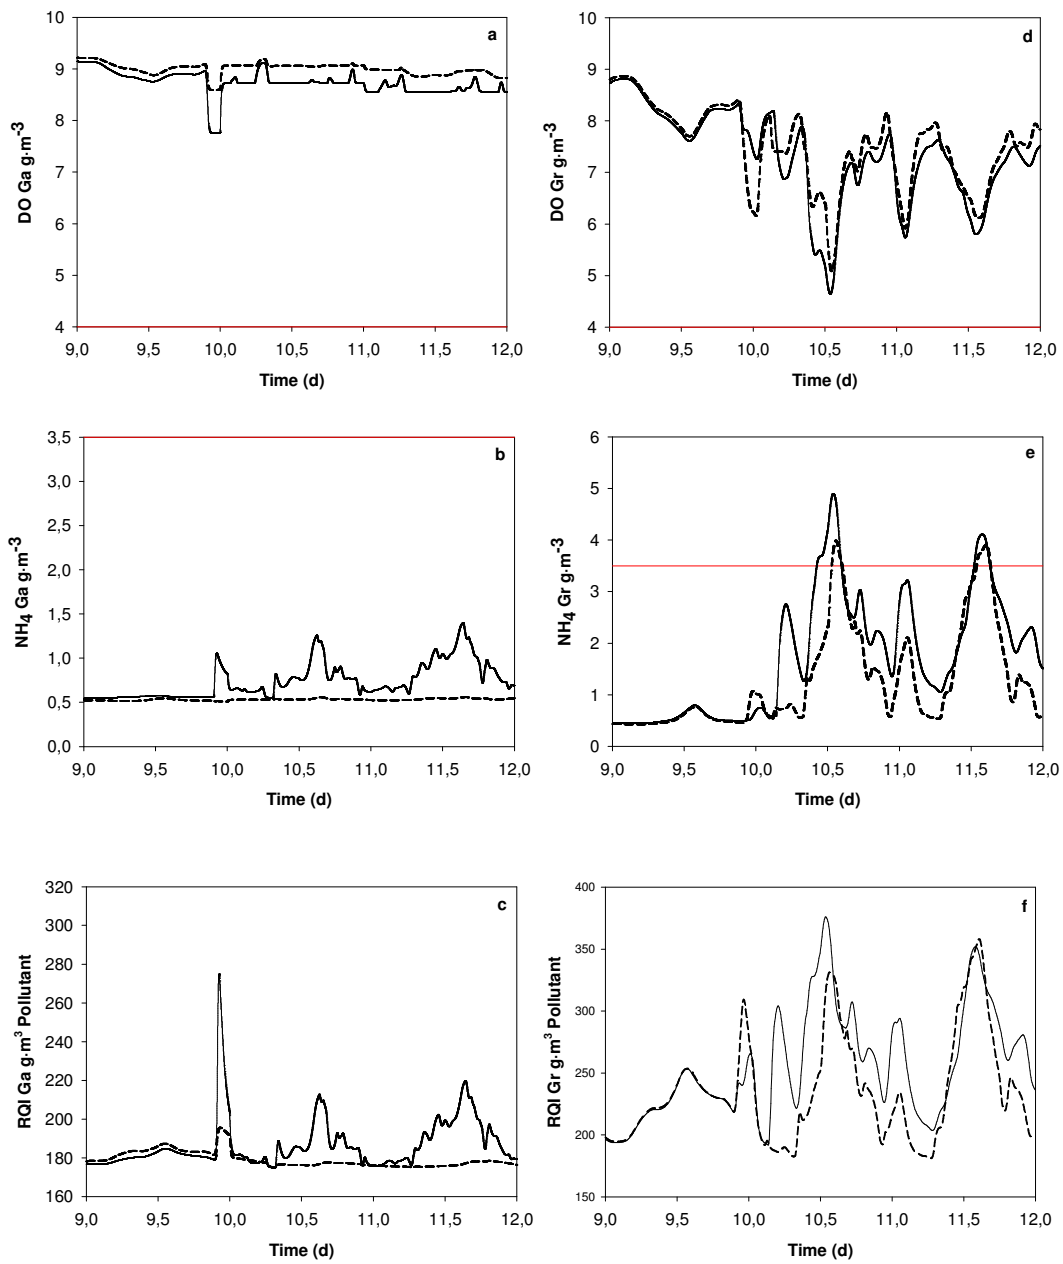 a
10
9
8
7
6
5
4
DO Ga g·m-3
9,0 9,5 10,0 10,5 11,0 11,5 12,0
Time (d)
d
10
9
8
7
6
5
4
DO Gr g·m-3
9,0 9,5 10,0 10,5 11,0 11,5 12,0
Time (d)
b
3,5
3,0
2,5
2,0
1,5
1,0
0,5
0,0
NH4 Ga g·m-3
9,0 9,5 10,0 10,5 11,0 11,5 12,0
Time (d)
e
6
5
4
3
2
1
0
NH4 Gr g·m-3
9,0 9,5 10,0 10,5 11,0 11,5 12,0
Time (d)
c
320
300
280
260
240
220
200
180
160
RQI Ga g·m³ Pollutant
9,0 9,5 10,0 10,5 11,0 11,5 12,0
Time (d)
f
400
350
300
250
200
150
RQI Gr g·m³ Pollutant
9,0 9,5 10,0 10,5 11,0 11,5 12,0
Time (d)